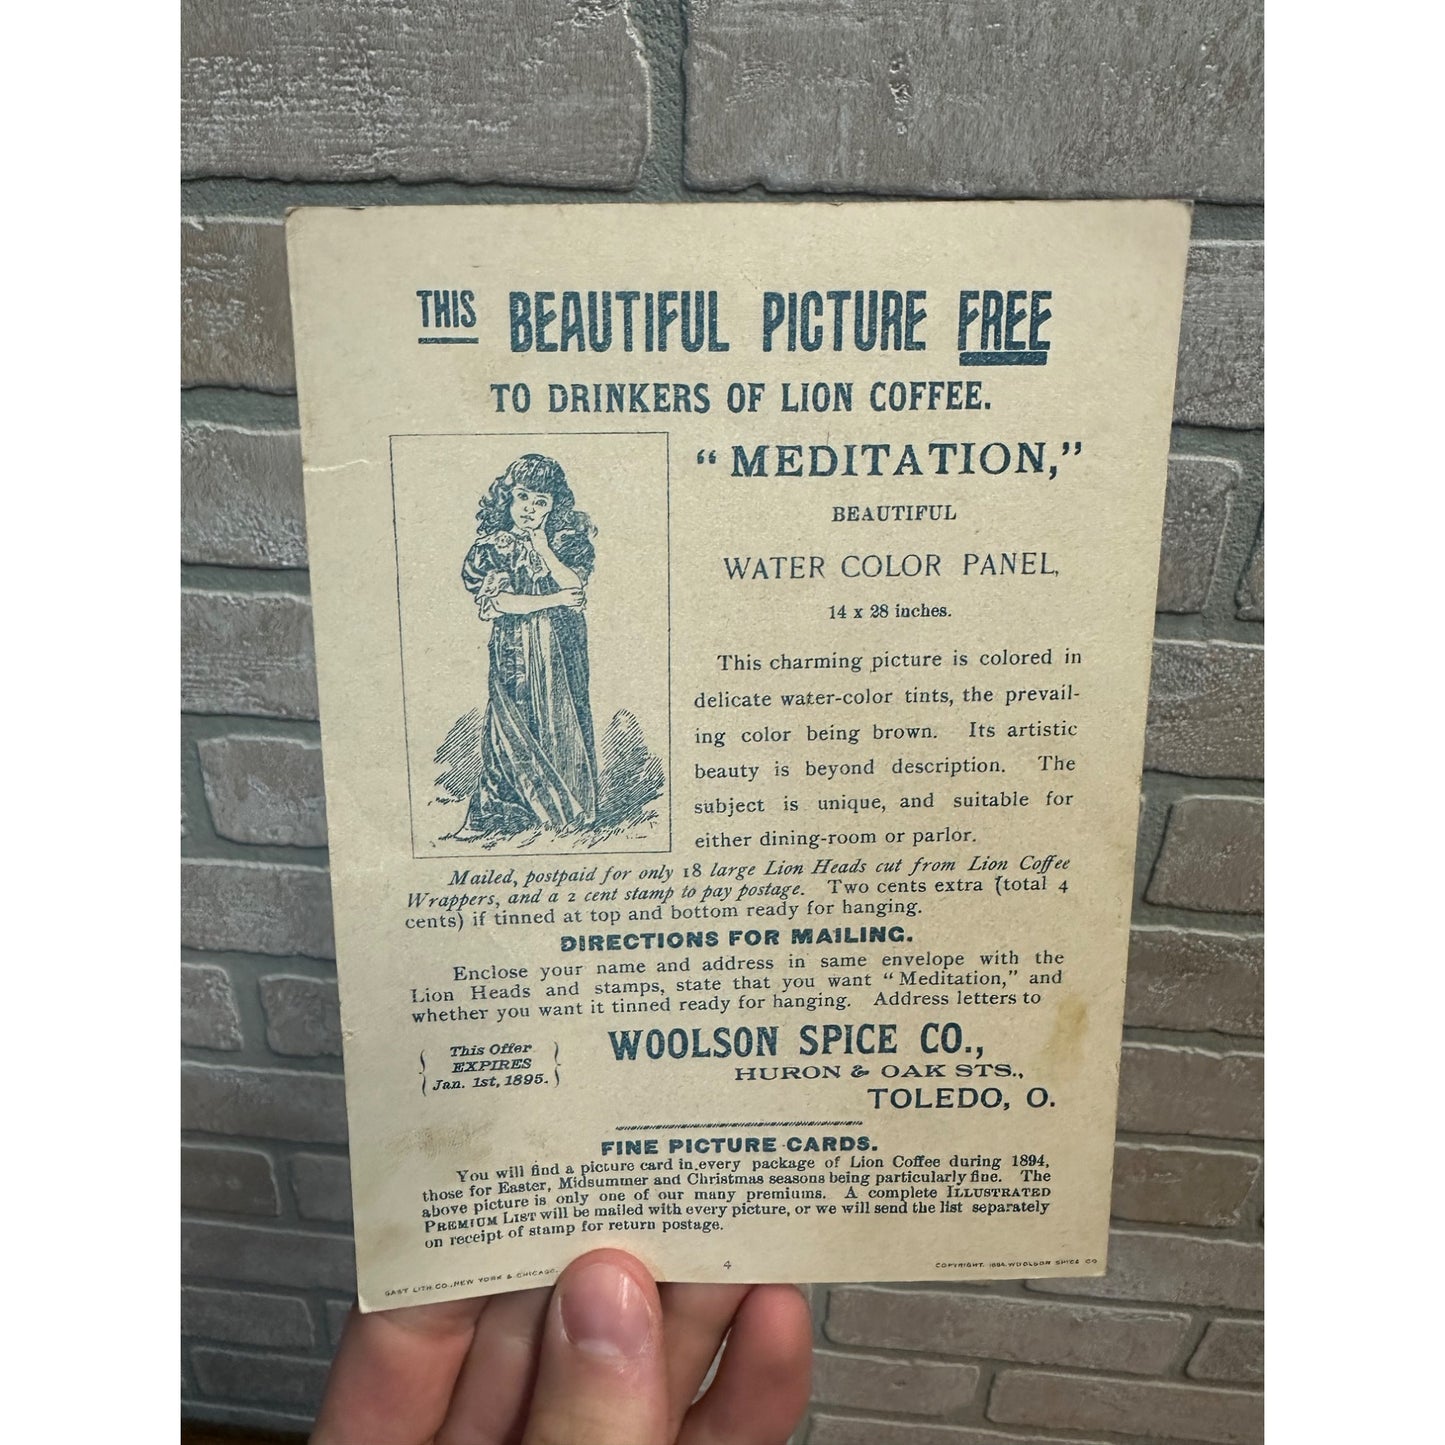 THIS BEAUTIFUL PICTURE FREE
TO DRINKERS OF LION COFFEE.
“MEDITATION,”
BEAUTIFUL
WATER COLOR PANEL,
14 x 28 inches.
This charming picture is colored in
delicate water-color tints, the prevail-
ing color being brown. Its artistic
beauty is beyond description. The
subject is unique, and suitable for
either dining-room or parlor.
Mailed, postpaid for only 18 large Lion Heads cut from Lion Coffee
Wrappers, and a 2 cent stamp to pay postage. Two cents extra (total 4
cents) if tinned at top and bottom ready for hanging.
DIRECTIONS FOR MAILING.
Enclose your name and address in same envelope with the
Lion Heads and stamps, state that you want “Meditation,” and
whether you want it tinned ready for hanging. Address letters to
This Offer
EXPIRES
Jan. 1st, 1895.
WOOLSON SPICE CO.,
HURON & OAK STS.,
TOLEDO, O.
FINE PICTURE CARDS.
You will find a picture card in every package of Lion Coffee during 1894,
those for Easter, Midsummer and Christmas seasons being particularly fine. The
above picture is only one of our many premiums. A complete ILLUSTRATED
PREMIUM LIST will be mailed with every picture, or we will send the list separately
on receipt of stamp for return postage.
GAST LITH CO., NEW YORK & CHICAGO.
4
COPYRIGHT. 1894. WOOLSON SPICE CO